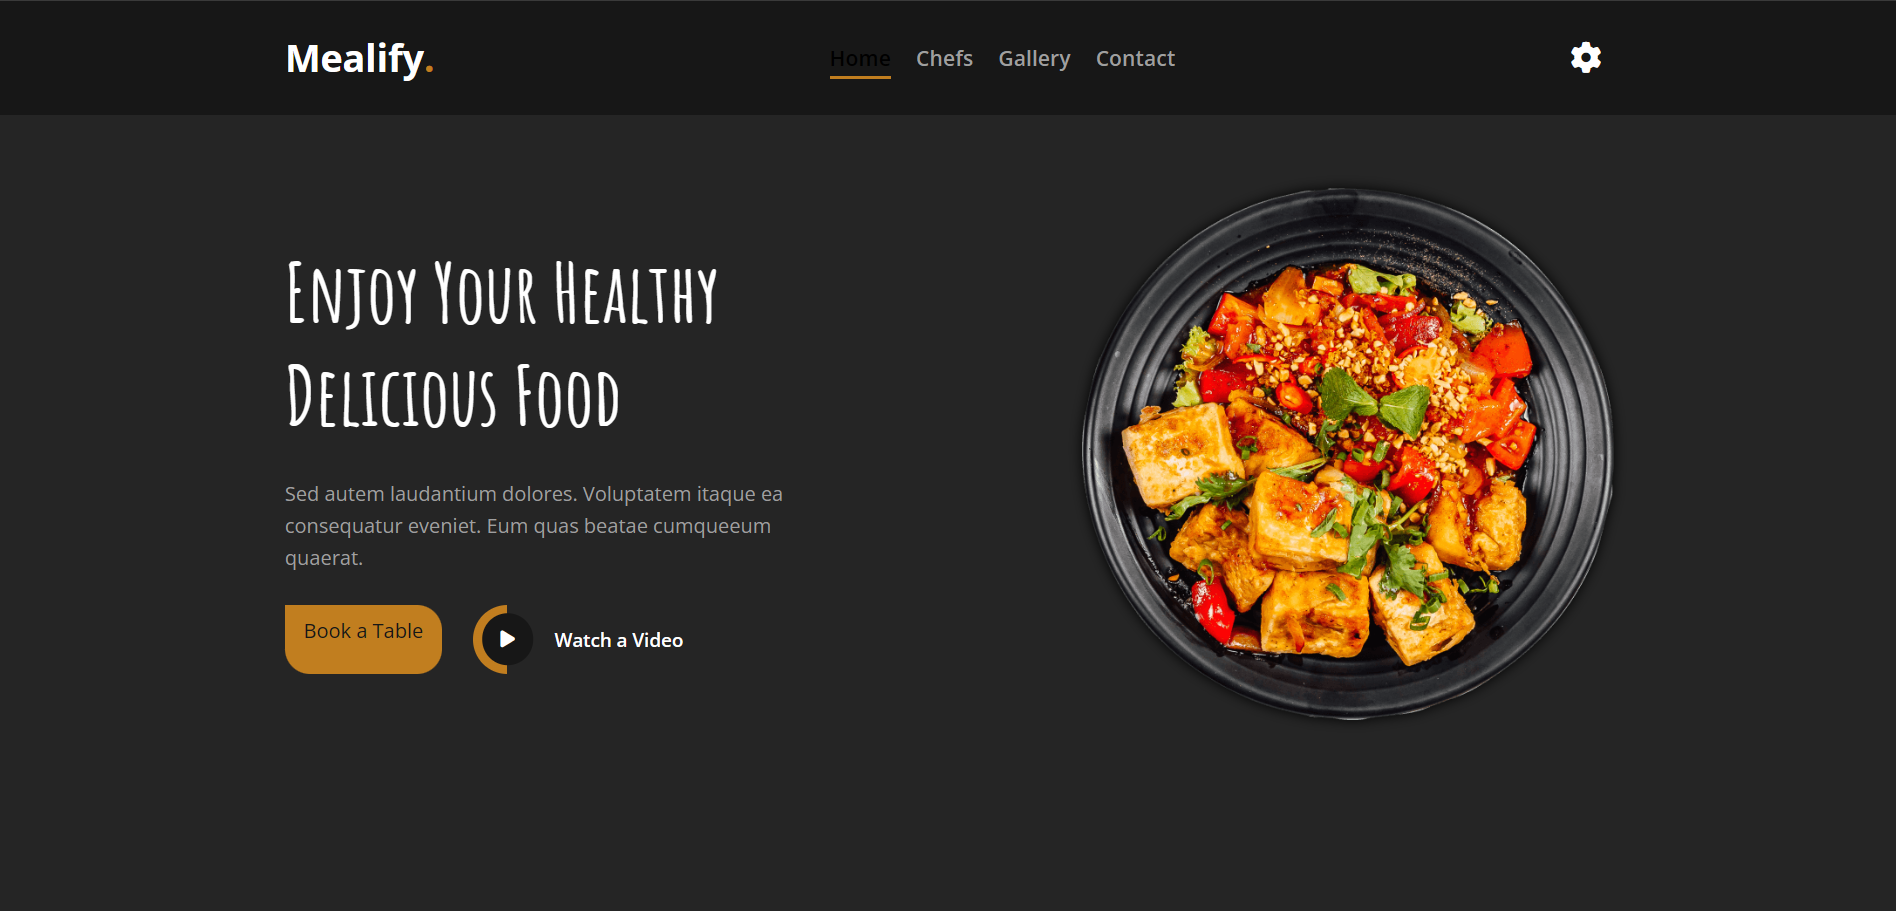 Mealify.
Home Chefs Gallery Contact
Enjoy Your Healthy
Delicious Food
Sed autem laudantium dolores. Voluptatem itaque ea
consequatur eveniet. Eum quas beatae cumqueeum
quaerat.
Book a Table
Watch a Video